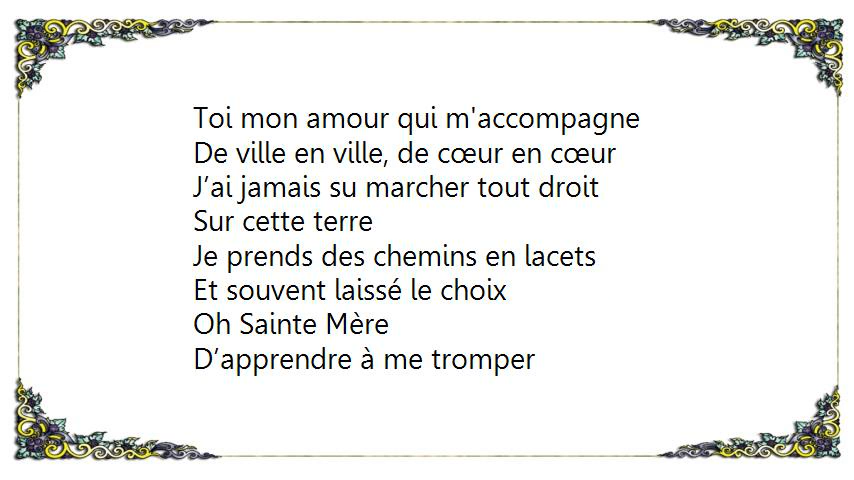 Toi mon amour qui m'accompagne
De ville en ville, de cœur en cœur
J’ai jamais su marcher tout droit
Sur cette terre
Je prends des chemins en lacets
Et souvent laissé le choix
Oh Sainte Mère
D’apprendre à me tromper